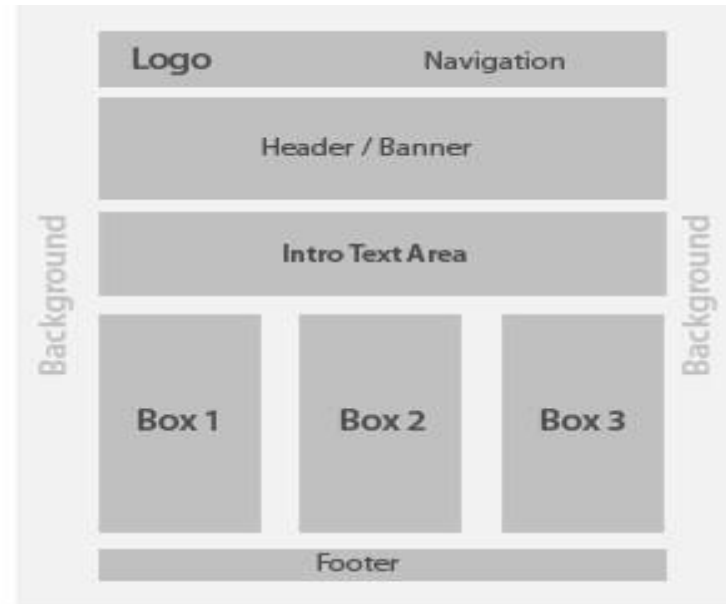 Logo
Navigation
Header / Banner
Background
Intro Text Area
Background
Box 1
Box 2
Box 3
Footer